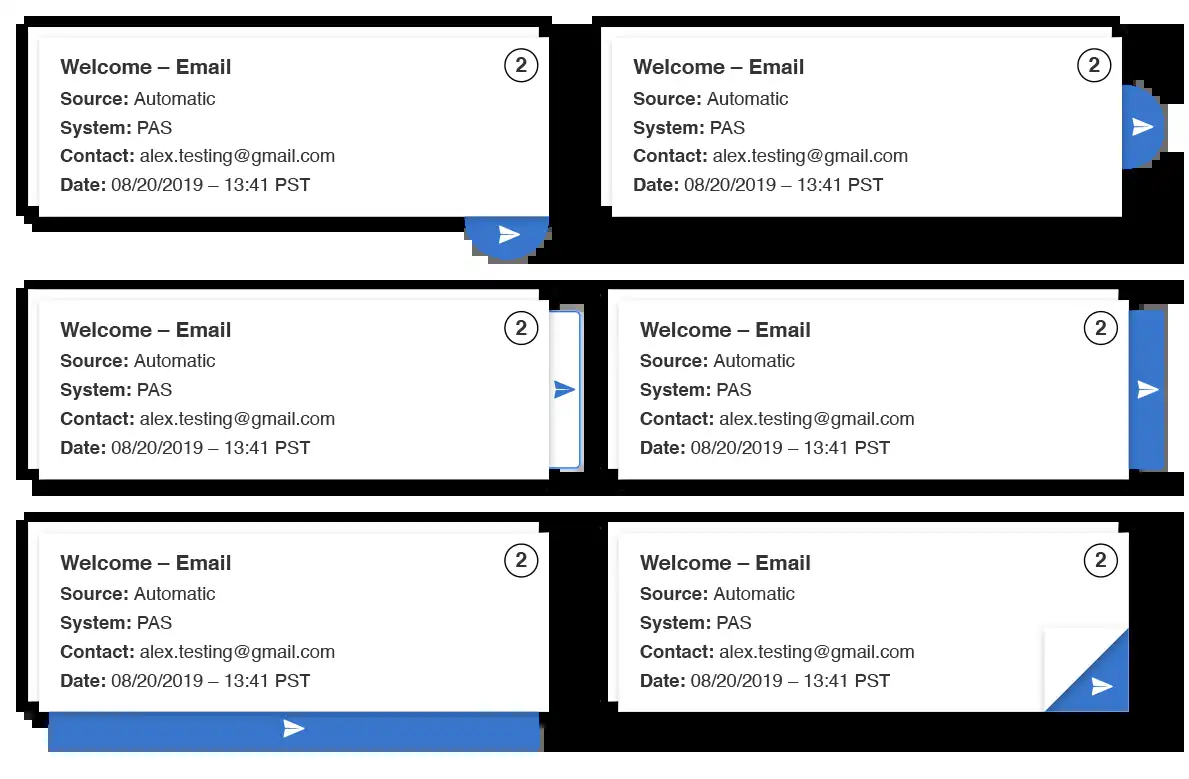 Welcome – Email 2
Source: Automatic
System: PAS
Contact: alex.testing@gmail.com
Date: 08/20/2019 – 13:41 PST
Welcome – Email 2
Source: Automatic
System: PAS
Contact: alex.testing@gmail.com
Date: 08/20/2019 – 13:41 PST
Welcome – Email 2
Source: Automatic
System: PAS
Contact: alex.testing@gmail.com
Date: 08/20/2019 – 13:41 PST
Welcome – Email 2
Source: Automatic
System: PAS
Contact: alex.testing@gmail.com
Date: 08/20/2019 – 13:41 PST
Welcome – Email 2
Source: Automatic
System: PAS
Contact: alex.testing@gmail.com
Date: 08/20/2019 – 13:41 PST
Welcome – Email 2
Source: Automatic
System: PAS
Contact: alex.testing@gmail.com
Date: 08/20/2019 – 13:41 PST